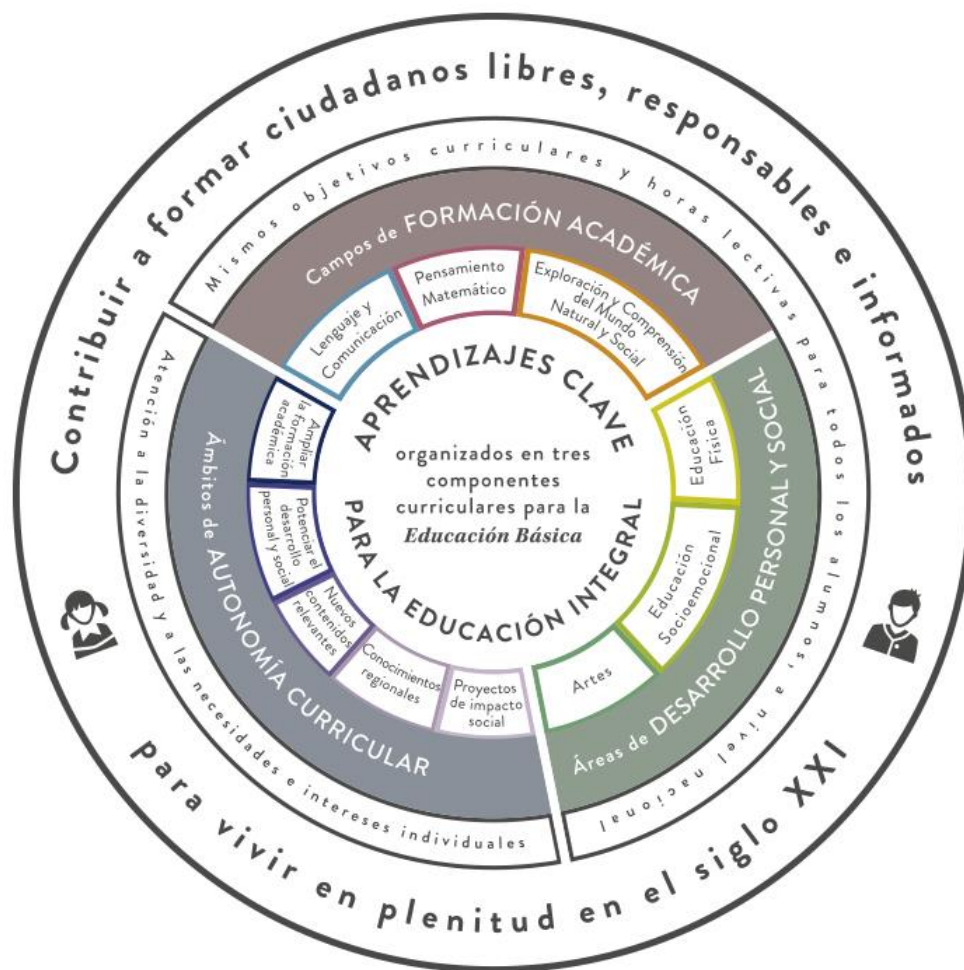 Contribuir a formar ciudadanos libres, responsables e informados
para vivir en plenitud en el siglo XXI
Mismos objetivos curriculares y horas lectivas para todos los alumnos, a nivel nacional
Atención a la diversidad y a las necesidades e intereses individuales
Campos de FORMACIÓN ACADÉMICA
Lenguaje y
Comunicación
Pensamiento
Matemático
Exploración y Comprensión
del Mundo
Natural y Social
Áreas de DESARROLLO PERSONAL Y SOCIAL
Educación
Física
Educación
Socioemocional
Artes
Ámbitos de AUTONOMÍA CURRICULAR
Ampliar
la formación
académica
Potenciar el
desarrollo
personal y social
Nuevos
contenidos
relevantes
Conocimientos
regionales
Proyectos
de impacto
social
APRENDIZAJES CLAVE
PARA LA EDUCACIÓN INTEGRAL
organizados en tres
componentes
curriculares para la
Educación Básica